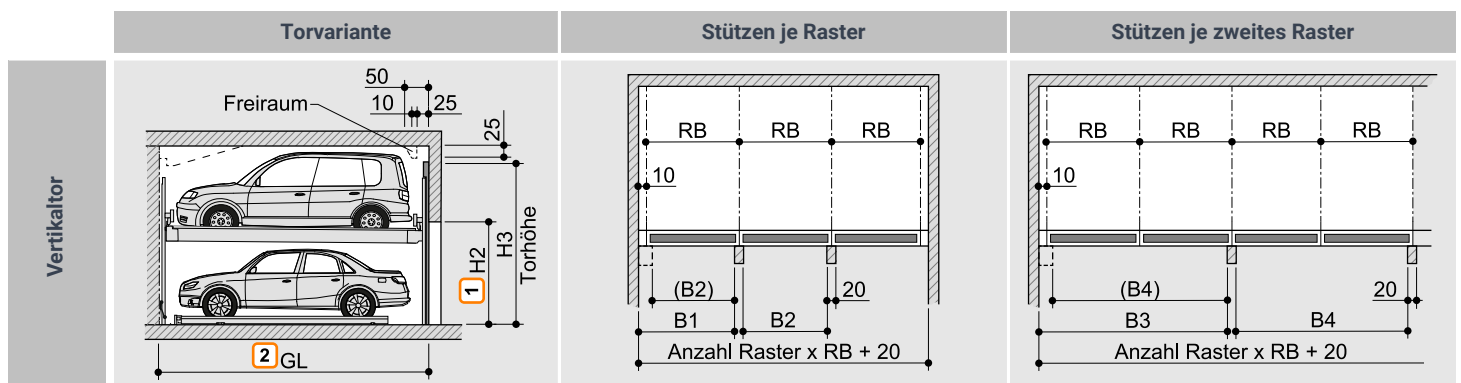 Torvariante
Stützen je Raster
Stützen je zweites Raster
Vertikaltor
50
10
25
Freiraum
25
1 H2
H3
Torhöhe
2 GL
RB RB RB
10
(B2) 20
B1 B2
Anzahl Raster x RB + 20
RB RB RB RB
10
(B4) 20
B3 B4
Anzahl Raster x RB + 20